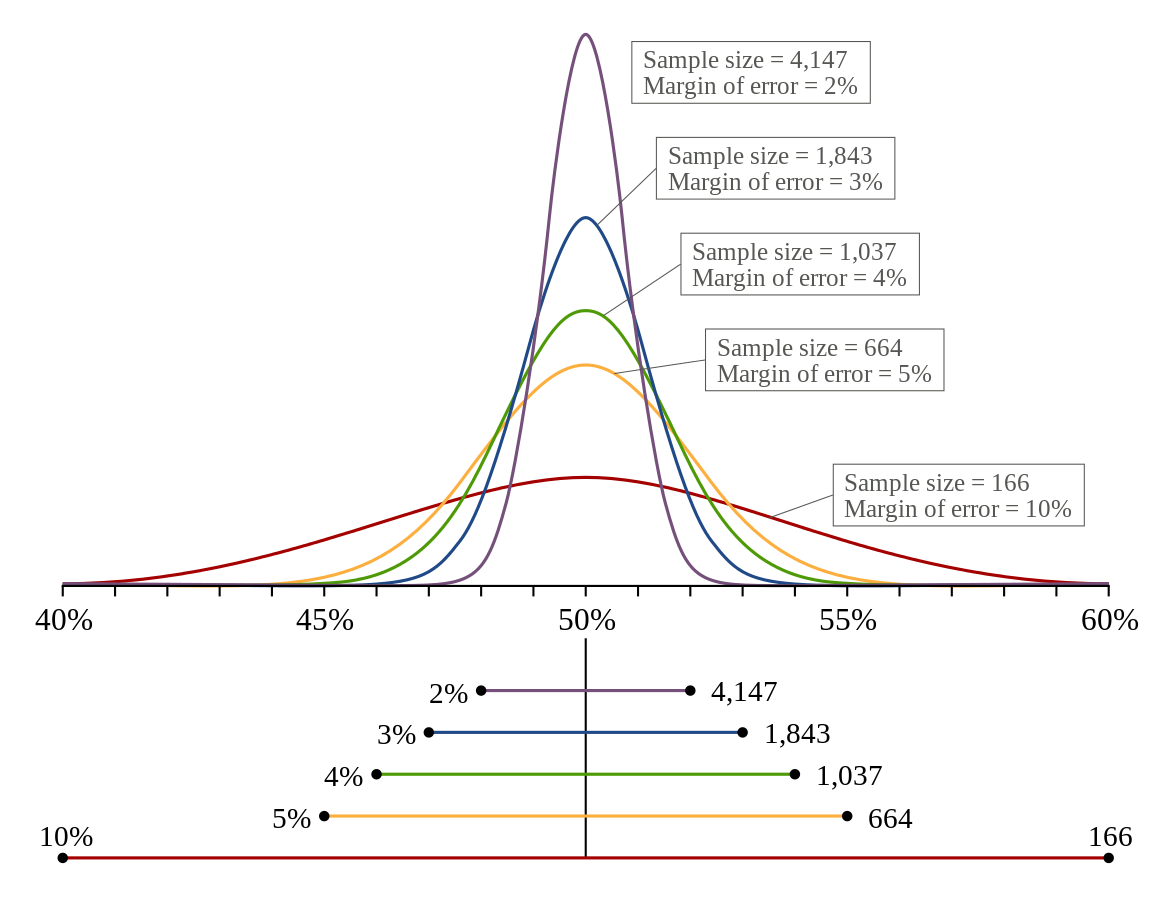 Sample size = 4,147
Margin of error = 2%
Sample size = 1,843
Margin of error = 3%
Sample size = 1,037
Margin of error = 4%
Sample size = 664
Margin of error = 5%
Sample size = 166
Margin of error = 10%
40% 45% 50% 55% 60%
2% 4,147
3% 1,843
4% 1,037
5% 664
10% 166